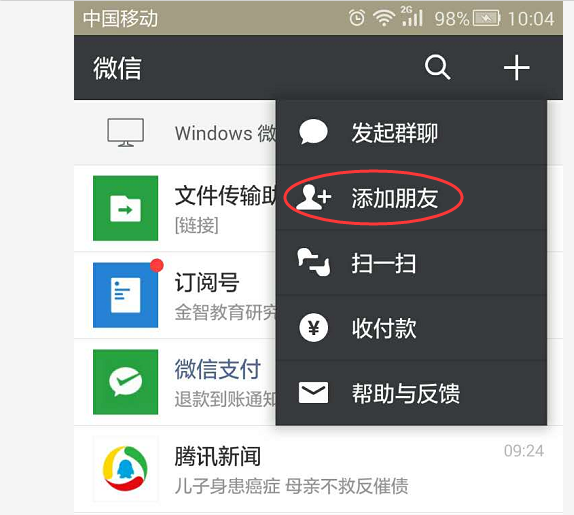 中国移动 2G 98% 10:04
微信
Windows 微
发起群聊
文件传输助
[链接]
添加朋友
订阅号
金智教育研究
扫一扫
微信支付
退款到账通知
收付款
¥
帮助与反馈
腾讯新闻 09:24
儿子身患癌症 母亲不救反催债